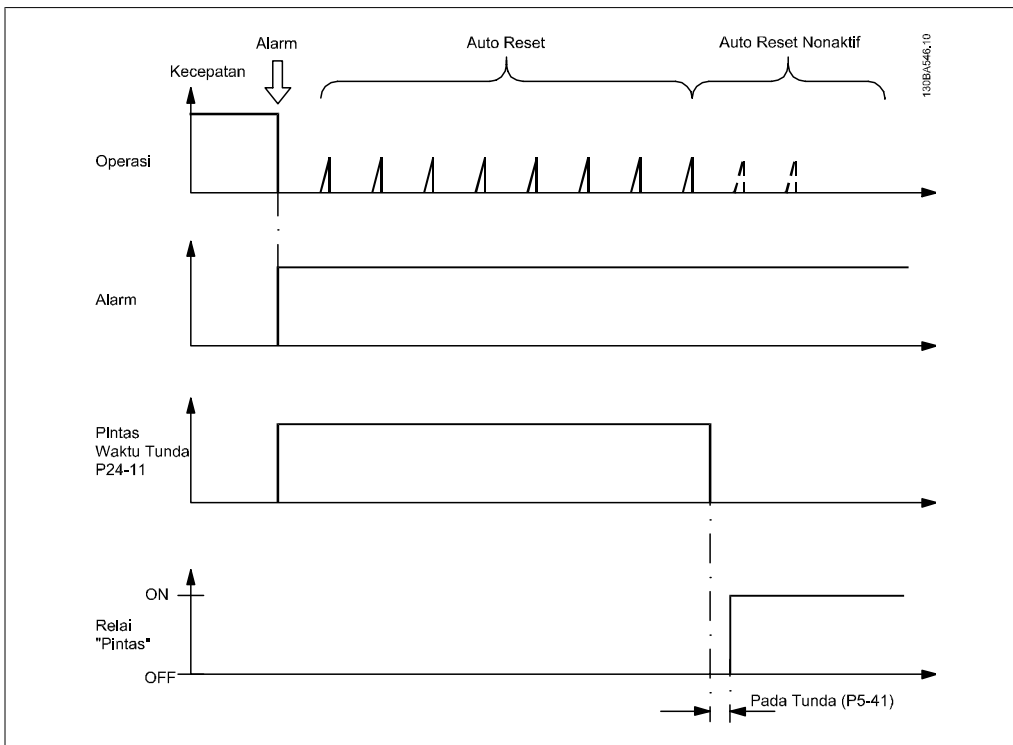 Alarm
Auto Reset
Auto Reset Nonaktif
130BA546.10
Kecepatan
Operasi
Alarm
PIntas
Waktu Tunda
P24-11
ON
Relai
"Pintas"
OFF
Pada Tunda (P5-41)